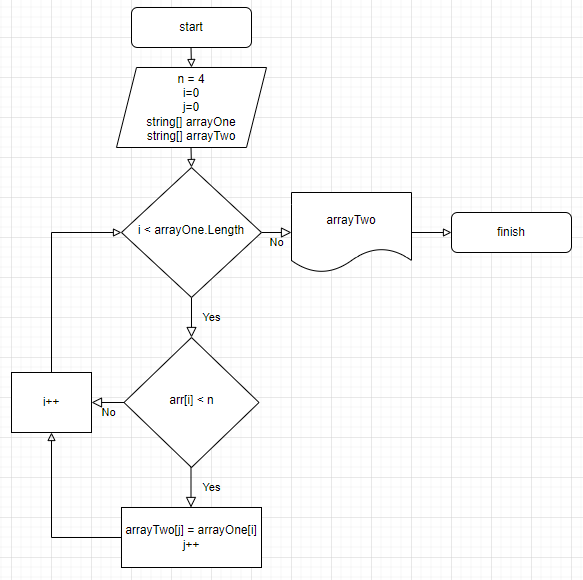 start
n = 4
i=0
j=0
string[] arrayOne
string[] arrayTwo
i < arrayOne.Length
No
arrayTwo
finish
Yes
arr[i] < n
No
i++
Yes
arrayTwo[j] = arrayOne[i]
j++